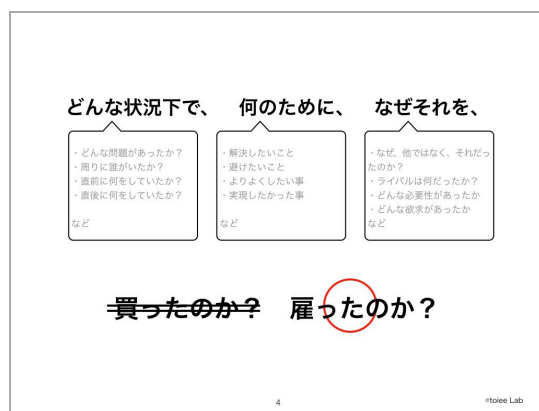 どんな状況下で、
何のために、
なぜそれを、
・どんな問題があったか？
・周りに誰がいたか？
・直前に何をしていたか？
・直後に何をしていたか？
など
・解決したいこと
・避けたいこと
・よりよくしたい事
・実現したかった事
など
・なぜ、他ではなく、それだっ
たのか？
・ライバルは何だったか？
・どんな必要性があったか
・どんな欲求があったか
など
買ったのか？
雇ったのか？
4
©toiee Lab